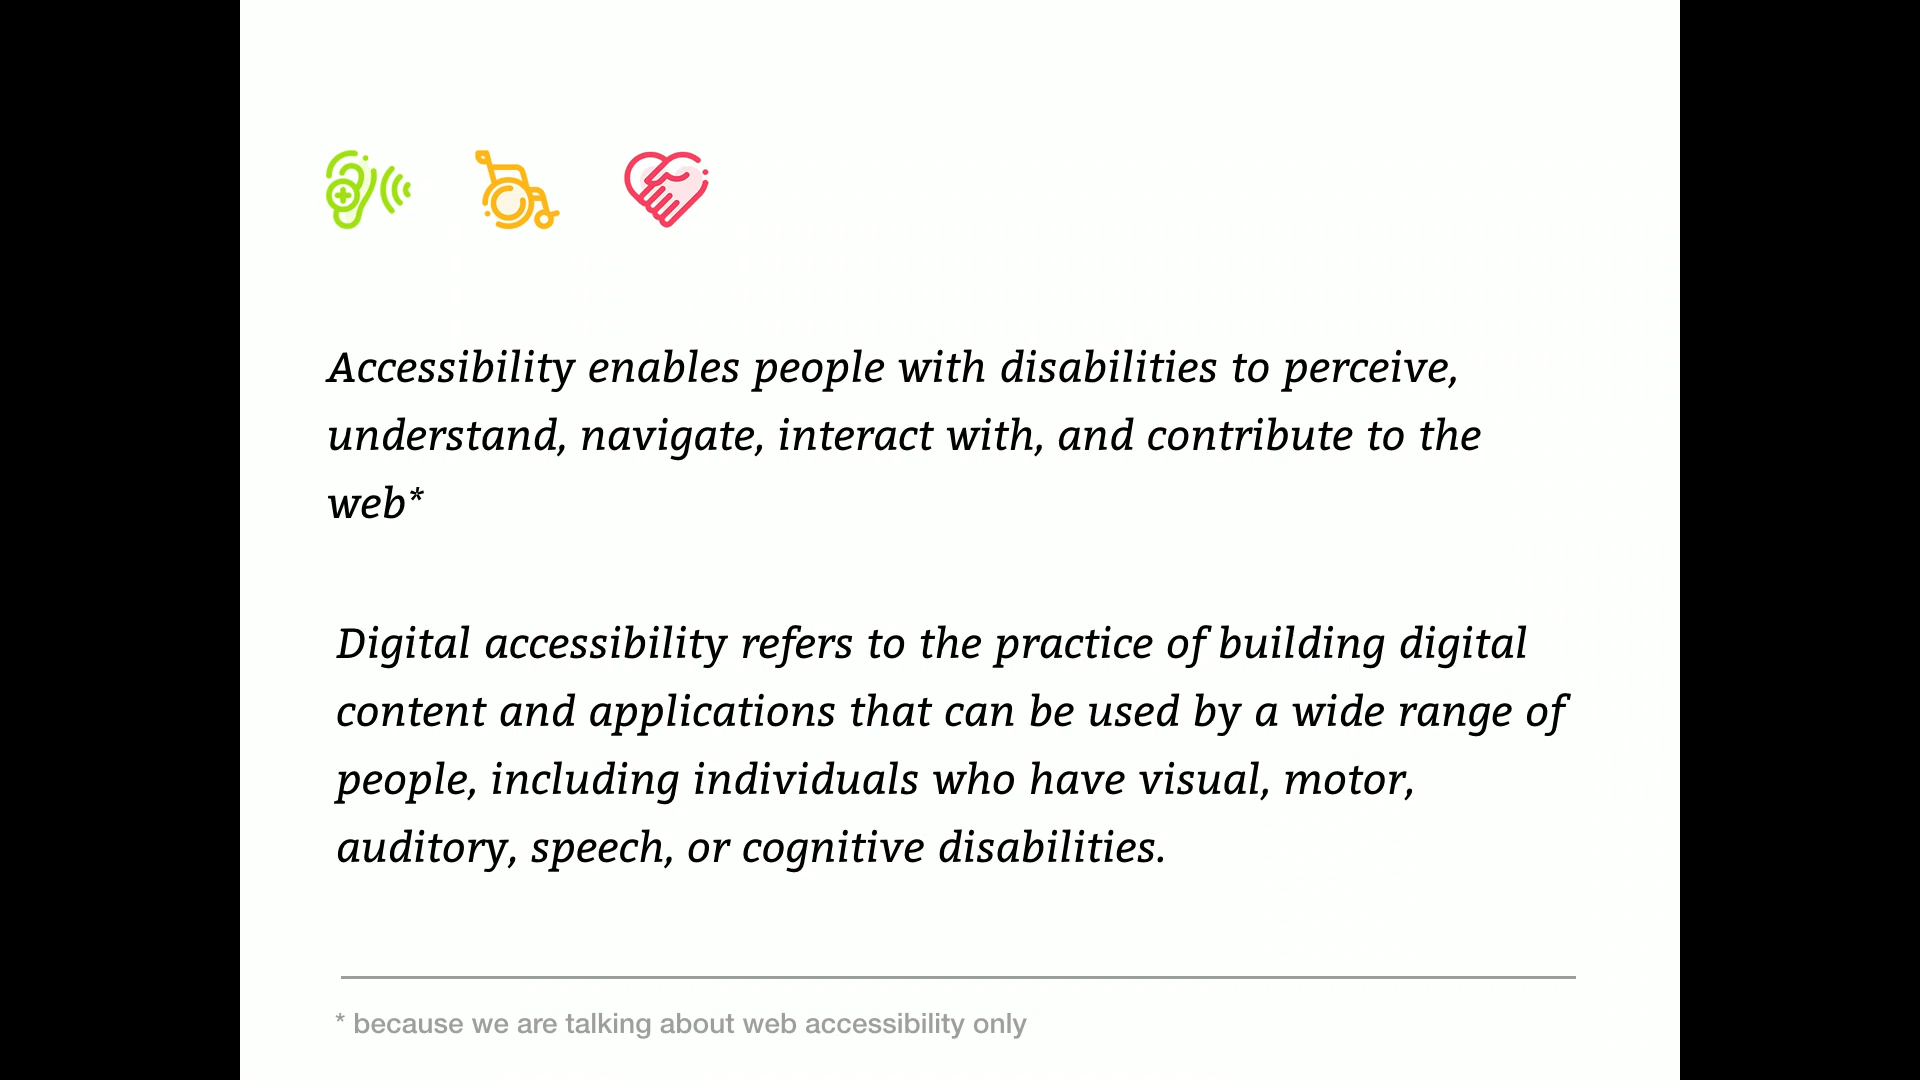 Accessibility enables people with disabilities to perceive,
understand, navigate, interact with, and contribute to the
web*
Digital accessibility refers to the practice of building digital
content and applications that can be used by a wide range of
people, including individuals who have visual, motor,
auditory, speech, or cognitive disabilities.
* because we are talking about web accessibility only